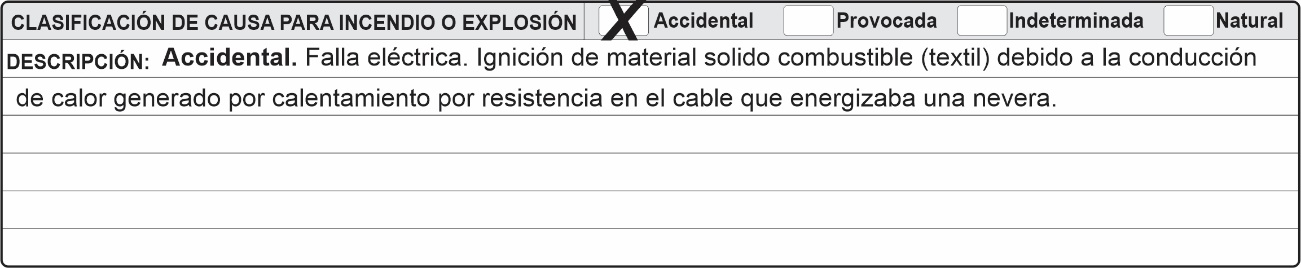 CLASIFICACIÓN DE CAUSA PARA INCENDIO O EXPLOSIÓN X Accidental Provocada Indeterminada Natural
DESCRIPCIÓN: Accidental. Falla eléctrica. Ignición de material solido combustible (textil) debido a la conducción
de calor generado por calentamiento por resistencia en el cable que energizaba una nevera.